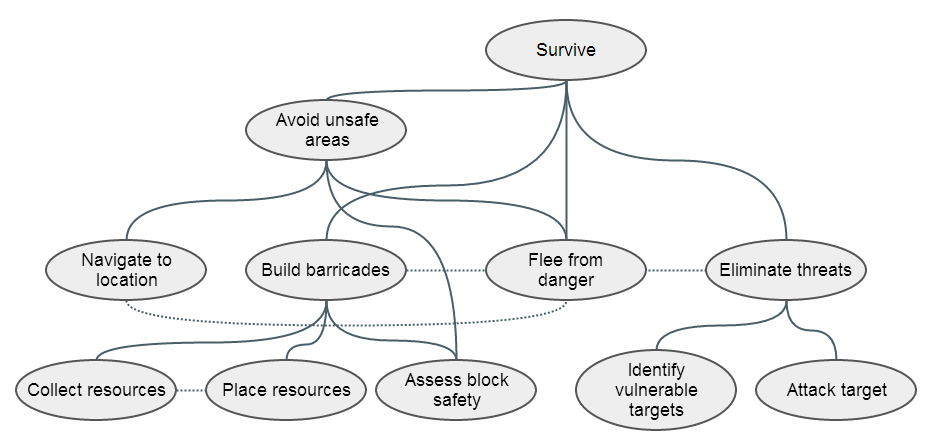 Survive
Avoid unsafe
areas
Navigate to
location
Build barricades
Flee from
danger
Eliminate threats
Collect resources
Place resources
Assess block
safety
Identify
vulnerable
targets
Attack target